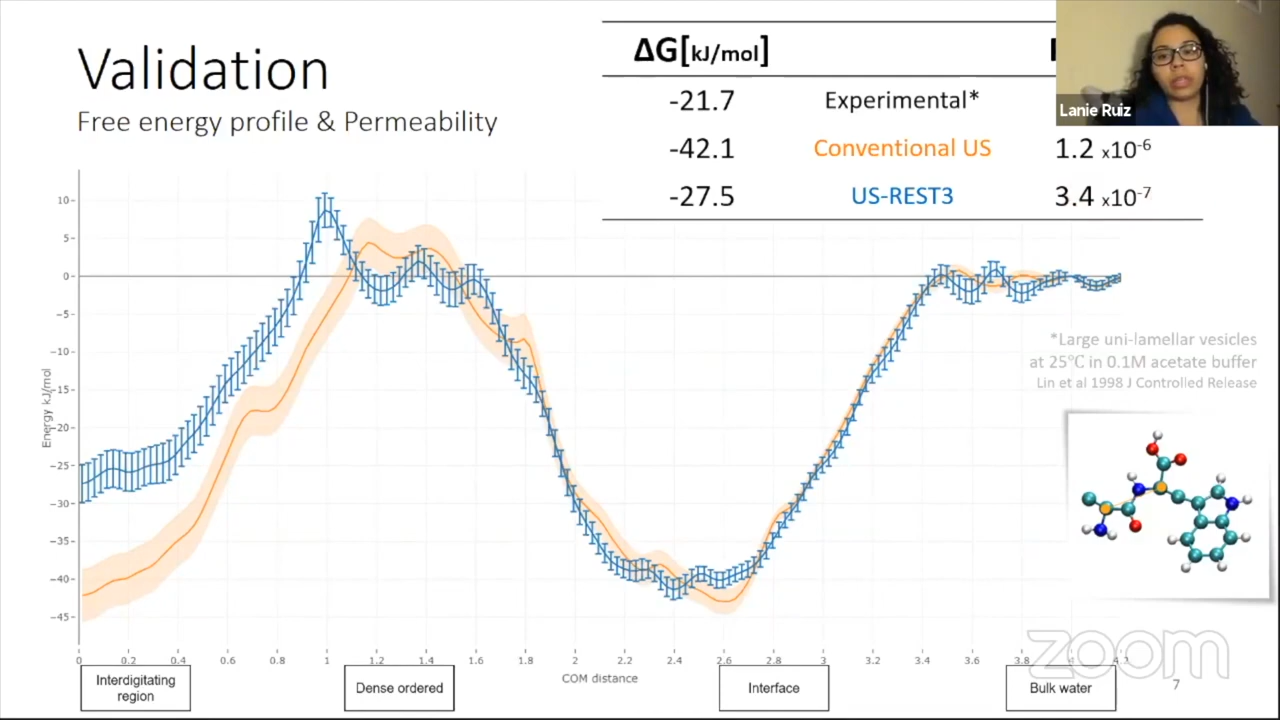 Validation
Free energy profile & Permeability
ΔG[kJ/mol]
-21.7 Experimental*
-42.1 Conventional US 1.2 x10-6
-27.5 US-REST3 3.4 x10-7
Lanie Ruiz
10
5
0
−5
−10
−15
−20
−25
−30
−35
−40
−45
Energy kJ/mol
*Large uni-lamellar vesicles
at 25℃ in 0.1M acetate buffer
Lin et al 1998 J Controlled Release
0 0.2 0.4 0.6 0.8 1 1.2 1.4 1.6 1.8 2 2.2 2.4 2.6 2.8 3 3.2 3.4 3.6 3.8 4
COM distance
Interdigitating
region
Dense ordered
Interface
Bulk water
zoom
7